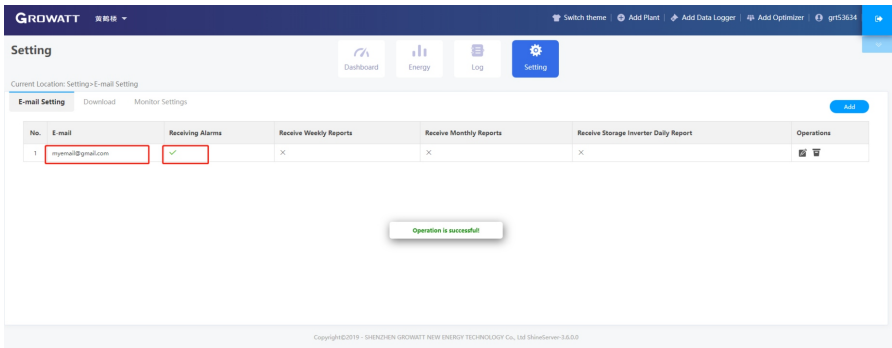 GROWATT 黄鹤楼 Switch theme | Add Plant | Add Data Logger | Add Optimizer | grt53634
Setting
Dashboard Energy Log Setting
Current Location: Setting>E-mail Setting
E-mail Setting Download Monitor Settings Add
No. E-mail Receiving Alarms Receive Weekly Reports Receive Monthly Reports Receive Storage Inverter Daily Report Operations
1 myemail@gmail.com
Operation is successful!
Copyright©2019 - SHENZHEN GROWATT NEW ENERGY TECHNOLOGY Co., Ltd ShineServer-3.6.0.0